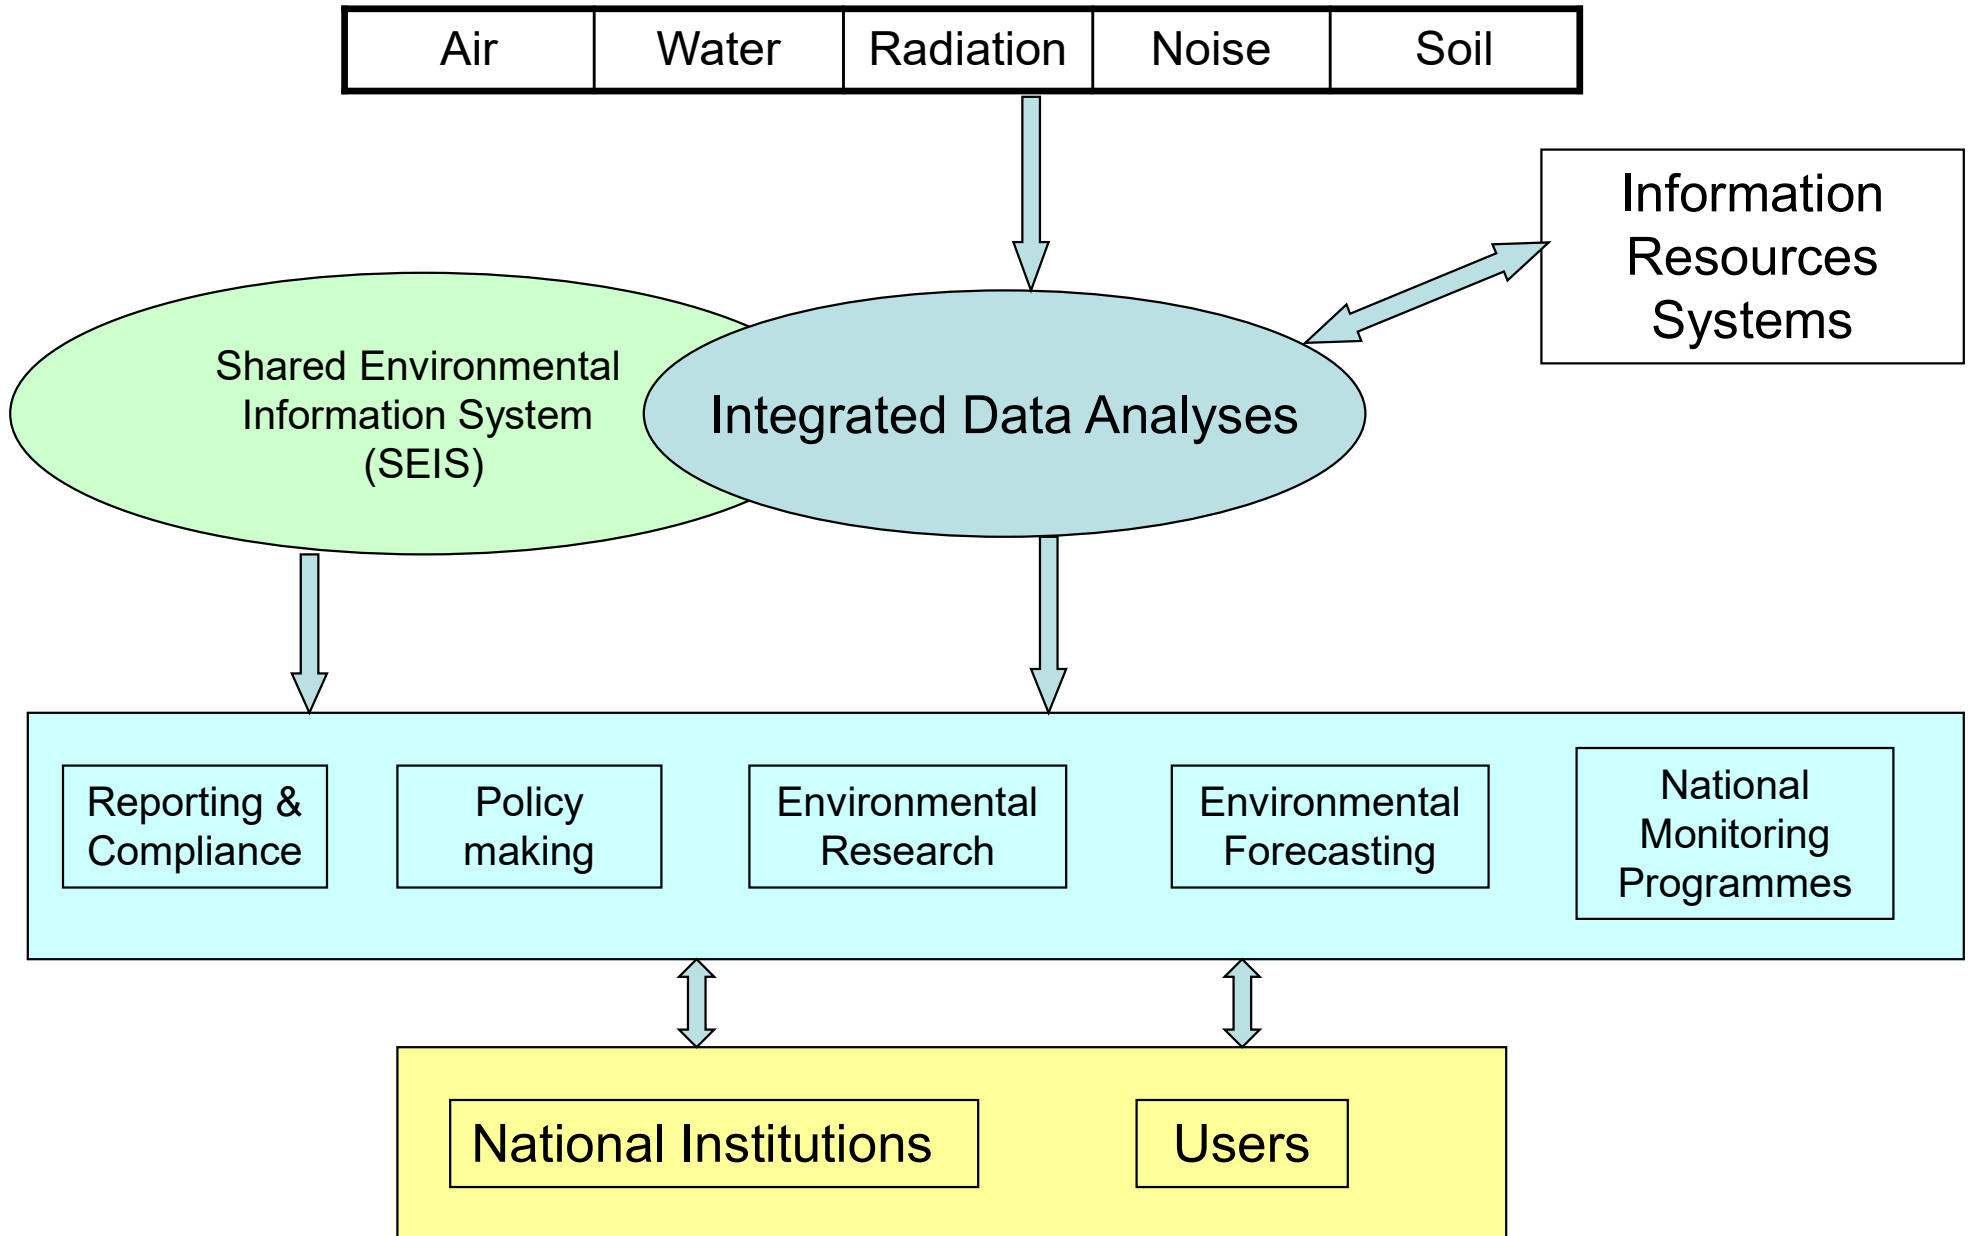 Air Water Radiation Noise Soil
Information
Resources
Systems
Shared Environmental
Information System
(SEIS)
Integrated Data Analyses
Reporting &
Compliance
Policy
making
Environmental
Research
Environmental
Forecasting
National
Monitoring
Programmes
National Institutions
Users